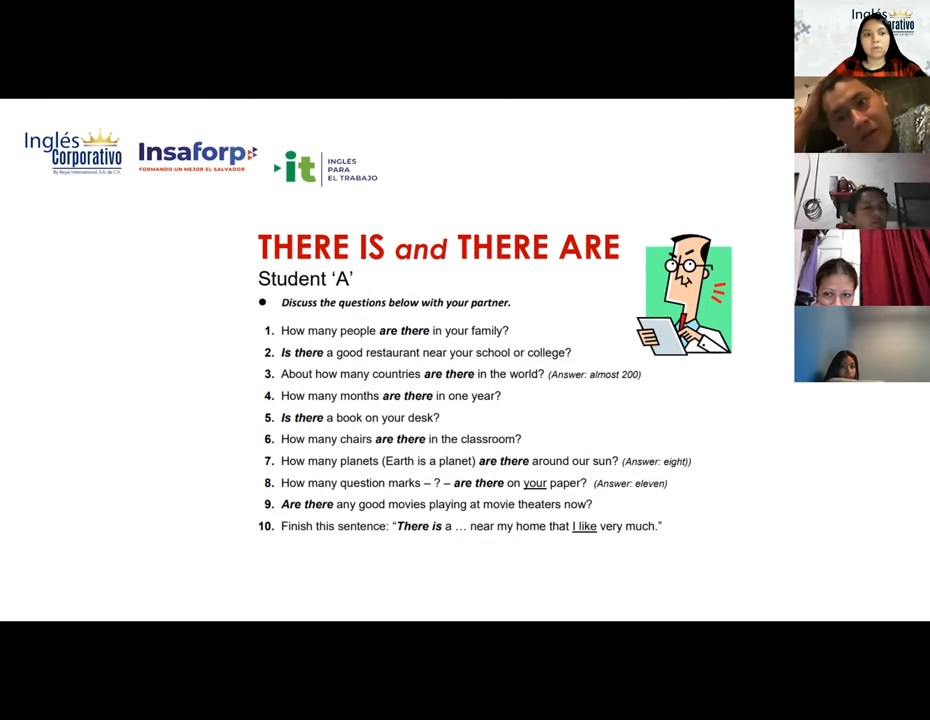 Inglés
Corporativo
By Regal International, S.A. de C.V.
Insaforp
FORMANDO UN MEJOR EL SALVADOR
it
INGLÉS
PARA
EL TRABAJO
THERE IS and THERE ARE
Student ‘A’
● Discuss the questions below with your partner.
1. How many people are there in your family?
2. Is there a good restaurant near your school or college?
3. About how many countries are there in the world? (Answer: almost 200)
4. How many months are there in one year?
5. Is there a book on your desk?
6. How many chairs are there in the classroom?
7. How many planets (Earth is a planet) are there around our sun? (Answer: eight))
8. How many question marks – ? – are there on your paper? (Answer: eleven)
9. Are there any good movies playing at movie theaters now?
10. Finish this sentence: “There is a … near my home that I like very much.”
Inglés